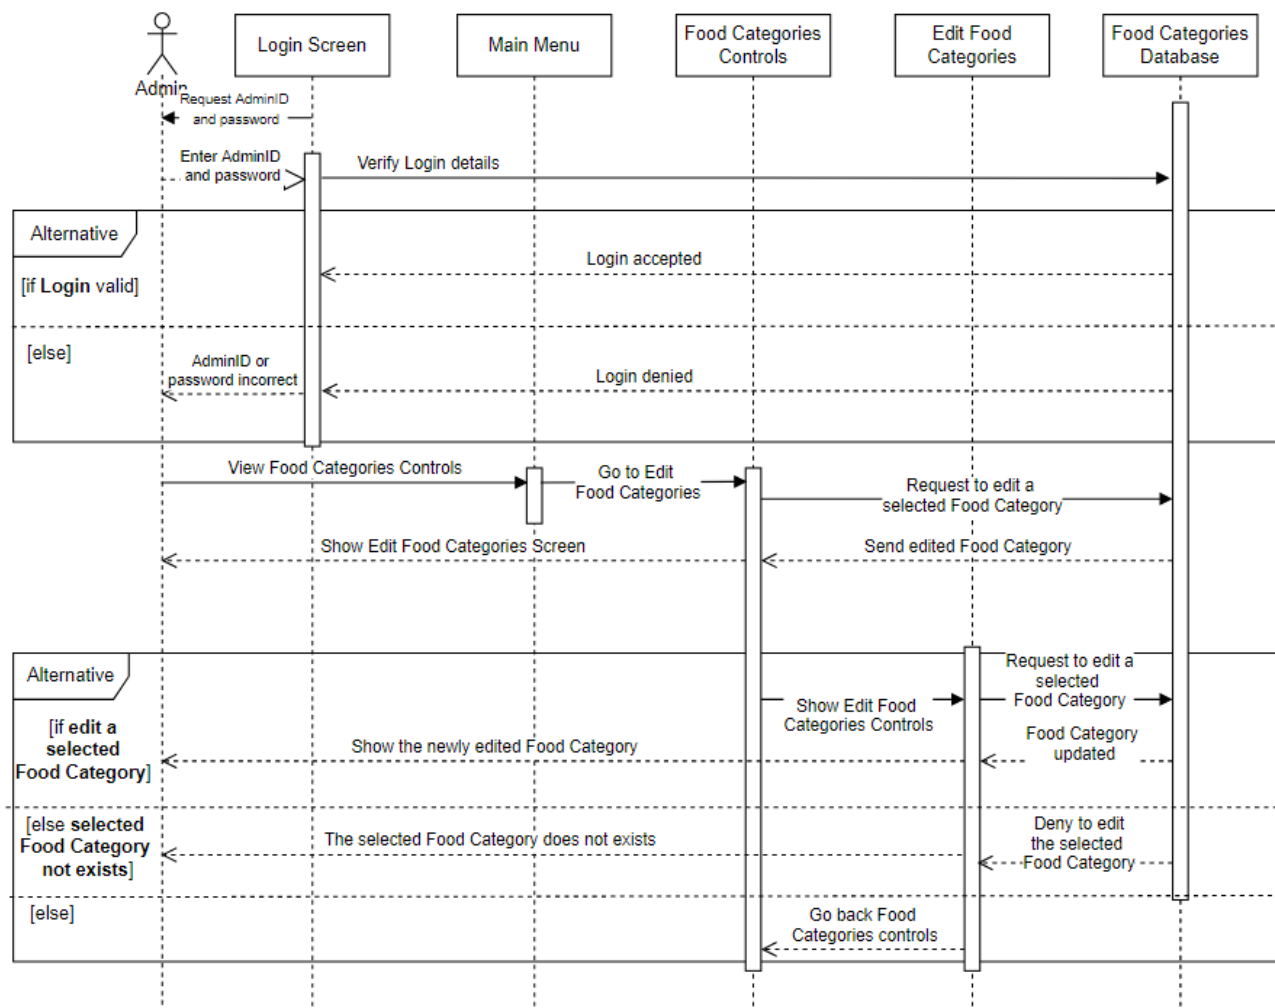 Admin
Login Screen
Main Menu
Food Categories
Controls
Edit Food
Categories
Food Categories
Database
Request AdminID
and password
Enter AdminID
and password
Verify Login details
Alternative
[if Login valid]
Login accepted
[else]
AdminID or
password incorrect
Login denied
View Food Categories Controls
Go to Edit
Food Categories
Request to edit a
selected Food Category
Show Edit Food Categories Screen
Send edited Food Category
Alternative
[if edit a
selected
Food Category]
Show Edit Food
Categories Controls
Request to edit a
selected
Food Category
Show the newly edited Food Category
Food Category
updated
[else selected
Food Category
not exists]
The selected Food Category does not exists
Deny to edit
the selected
Food Category
[else]
Go back Food
Categories controls